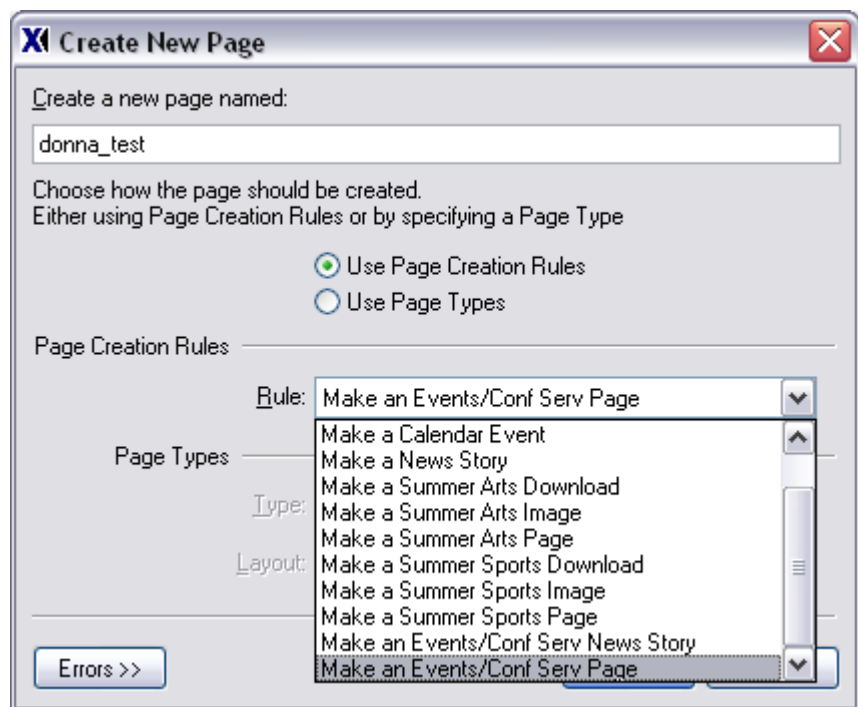 Create New Page
Create a new page named:
donna_test
Choose how the page should be created.
Either using Page Creation Rules or by specifying a Page Type
Use Page Creation Rules
Use Page Types
Page Creation Rules
Rule: Make an Events/Conf Serv Page
Make a Calendar Event
Page Types
Make a News Story
Make a Summer Arts Download
Type:
Make a Summer Arts Image
Make a Summer Arts Page
Layout: Make a Summer Sports Download
Make a Summer Sports Image
Make a Summer Sports Page
Make an Events/Conf Serv News Story
Errors >> Make an Events/Conf Serv Page